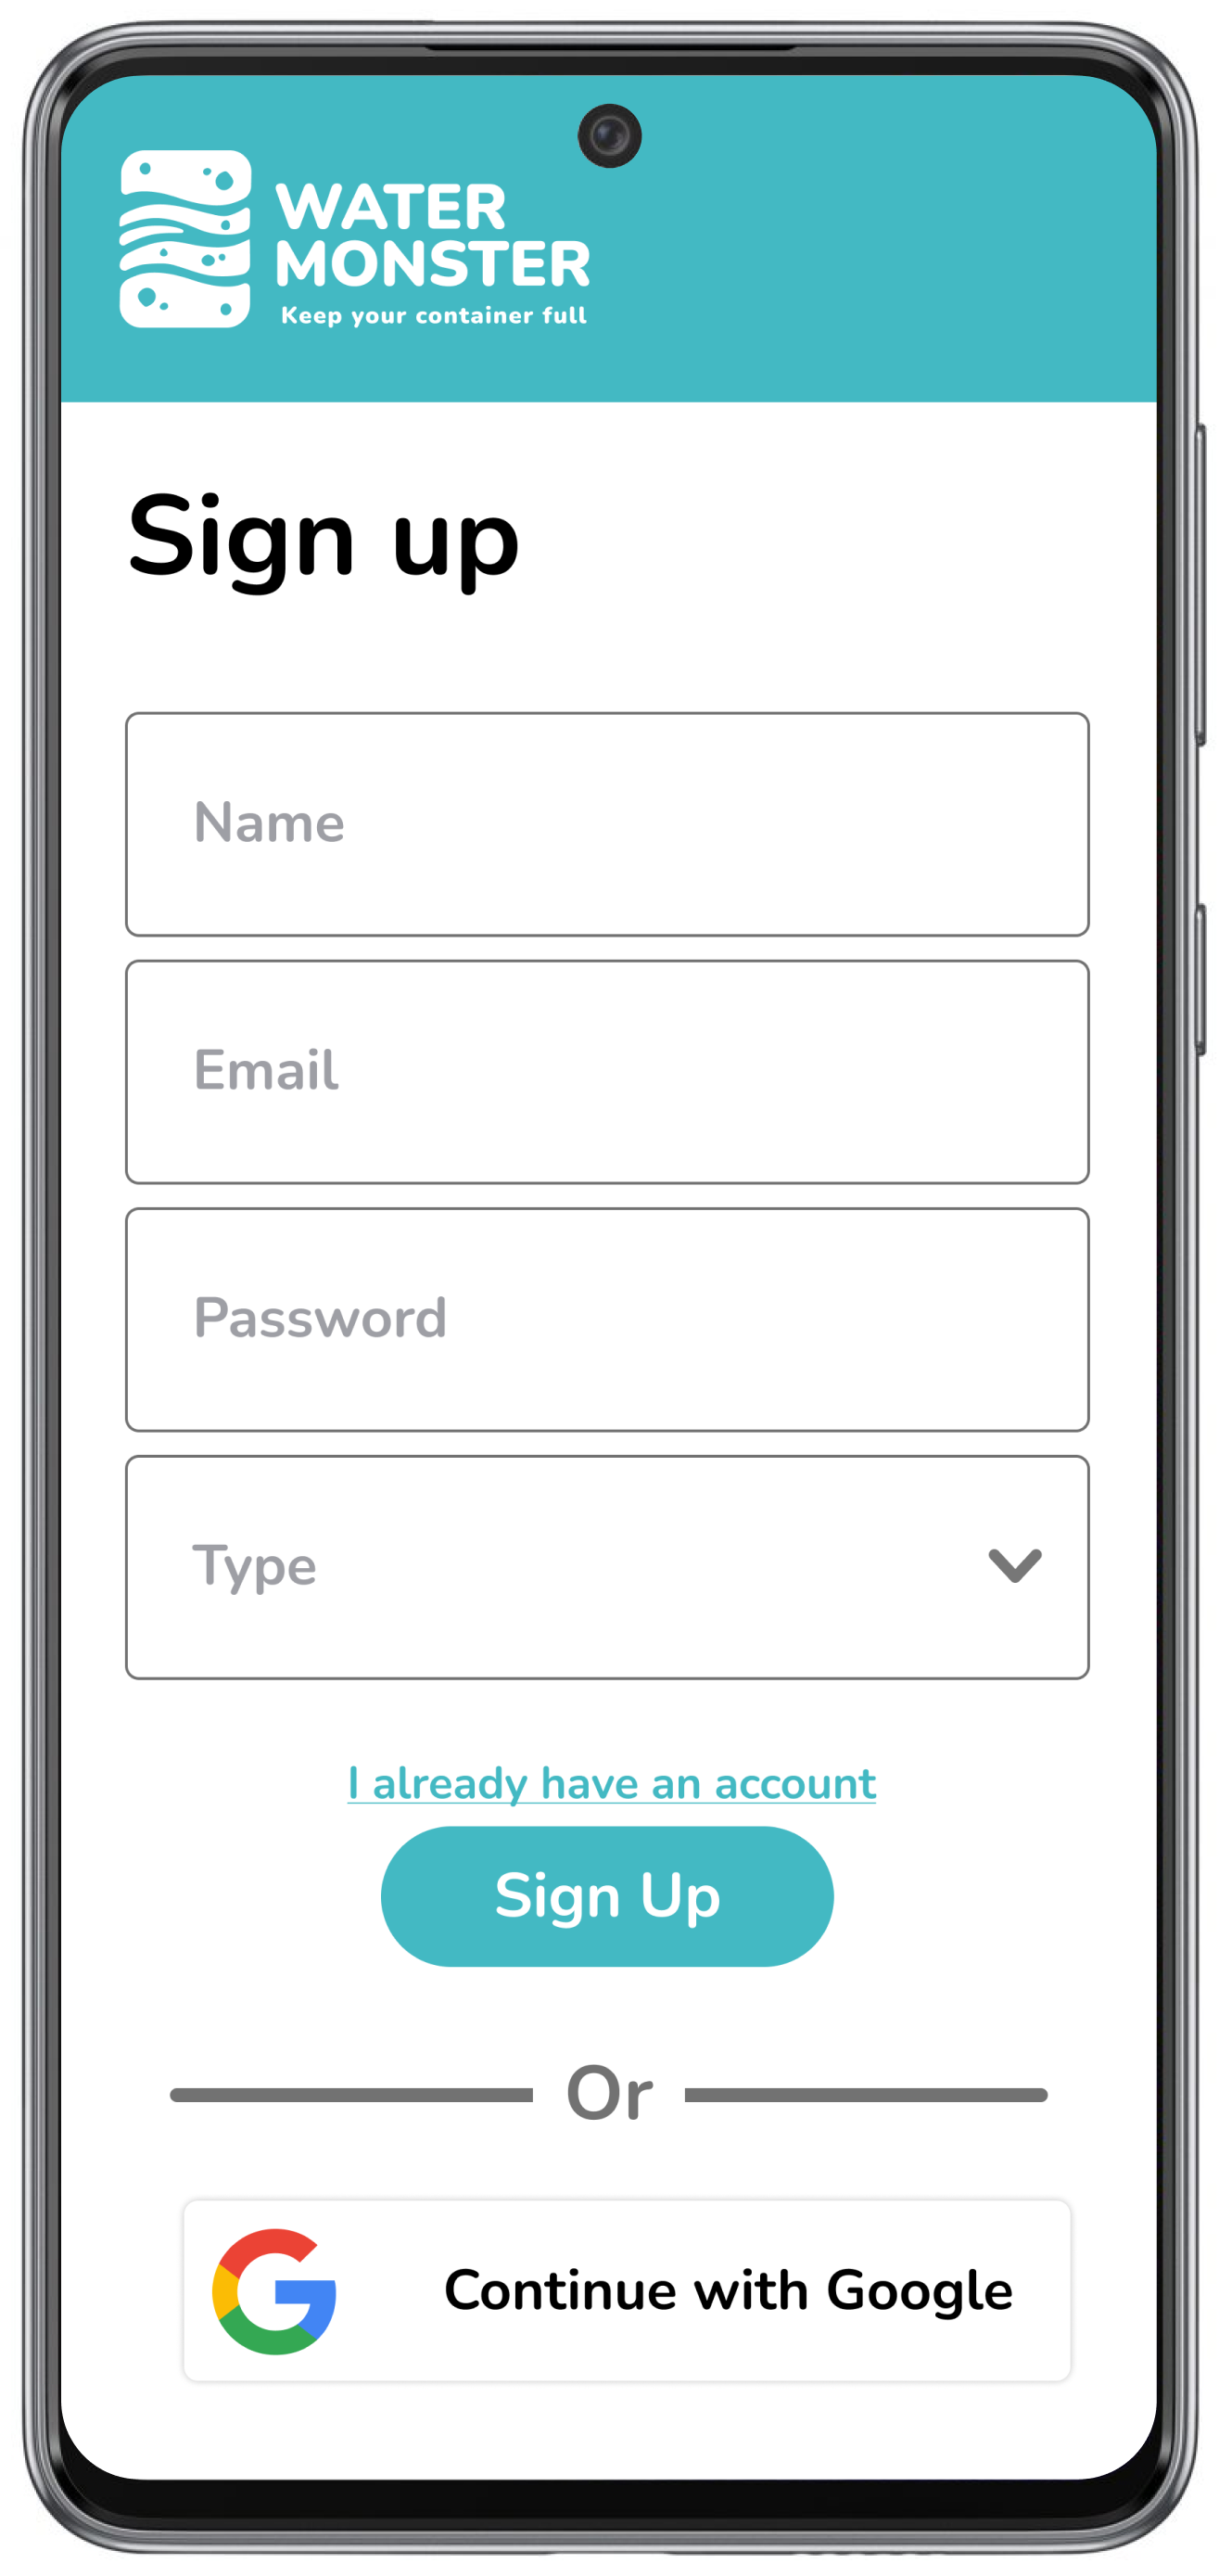 WATER
MONSTER
Keep your container full
Sign up
Name
Email
Password
Type
I already have an account
Sign Up
Or
Continue with Google